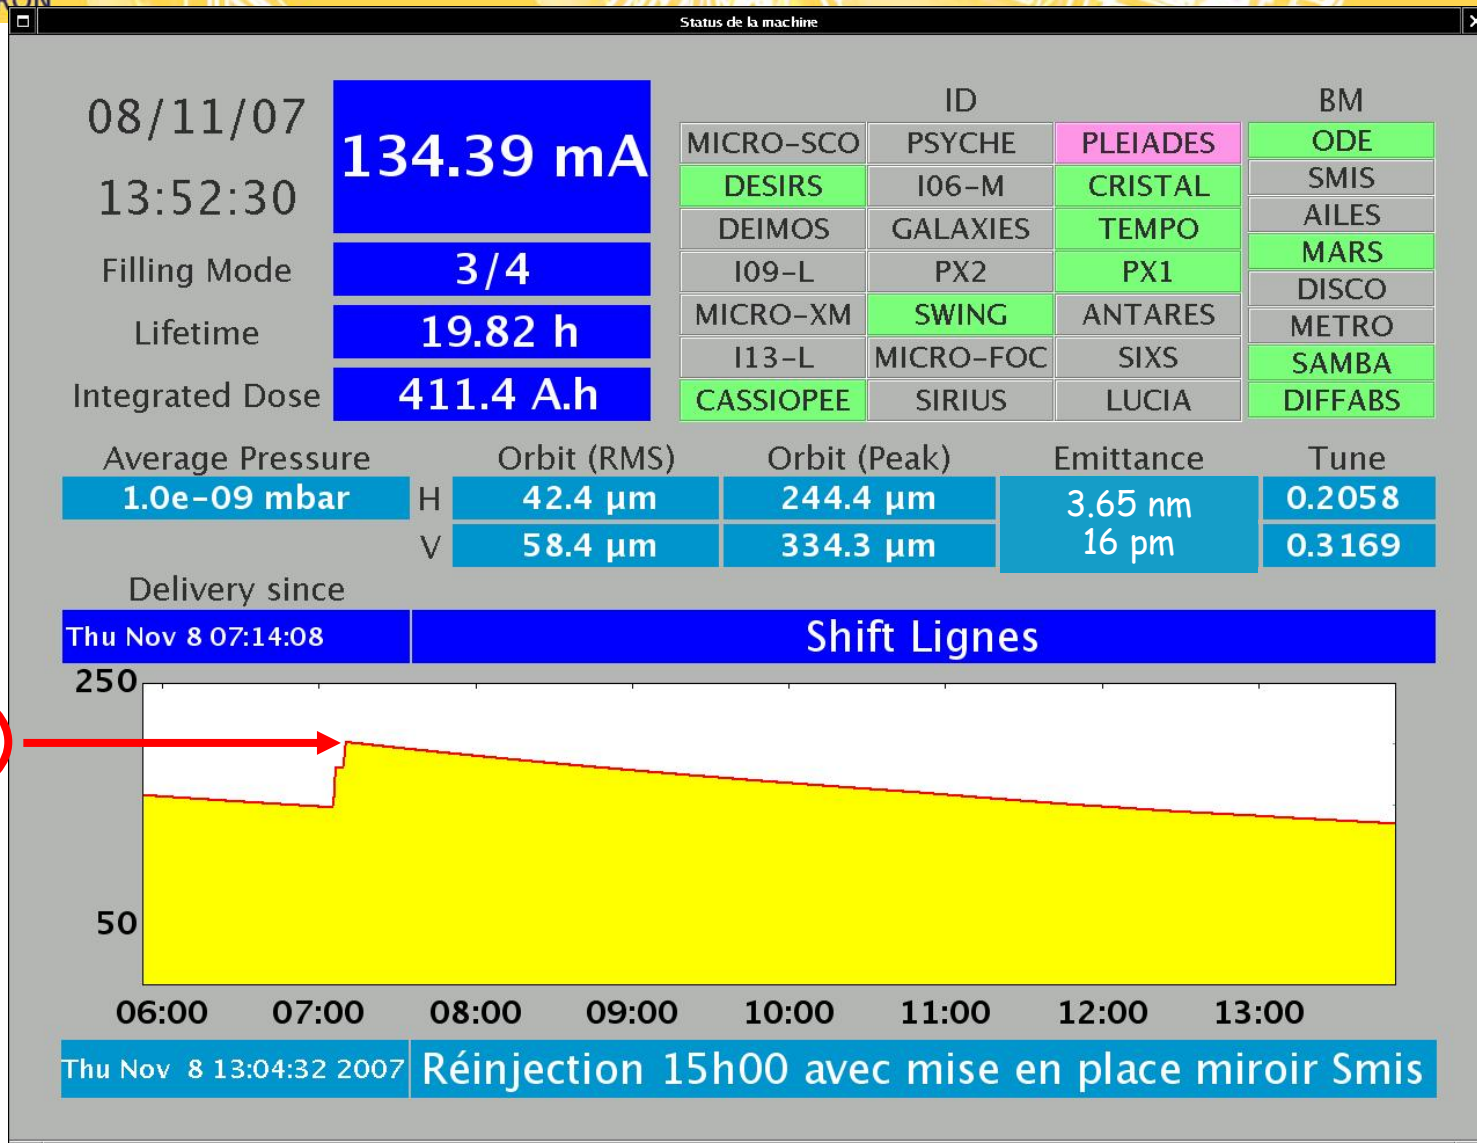 Status de la machine
08/11/07
13:52:30
134.39 mA
Filling Mode 3/4
Lifetime 19.82 h
Integrated Dose 411.4 A.h
ID BM
MICRO-SCO PSYCHE PLEIADES ODE
DESIRS I06-M CRISTAL SMIS
DEIMOS GALAXIES TEMPO AILES
I09-L PX2 PX1 MARS
MICRO-XM SWING ANTARES DISCO
I13-L MICRO-FOC SIXS METRO
CASSIOPEE SIRIUS LUCIA SAMBA
DIFFABS
Average Pressure Orbit (RMS) Orbit (Peak) Emittance Tune
1.0e-09 mbar H 42.4 µm 244.4 µm 3.65 nm 0.2058
V 58.4 µm 334.3 µm 16 pm 0.3169
Delivery since
Thu Nov 8 07:14:08 Shift Lignes
250
50
06:00 07:00 08:00 09:00 10:00 11:00 12:00 13:00
Thu Nov 8 13:04:32 2007 Réinjection 15h00 avec mise en place miroir Smis